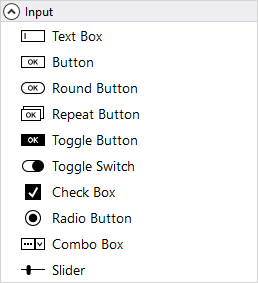 Input
Text Box
OK Button
OK Round Button
OK Repeat Button
OK Toggle Button
Toggle Switch
Check Box
Radio Button
Combo Box
Slider